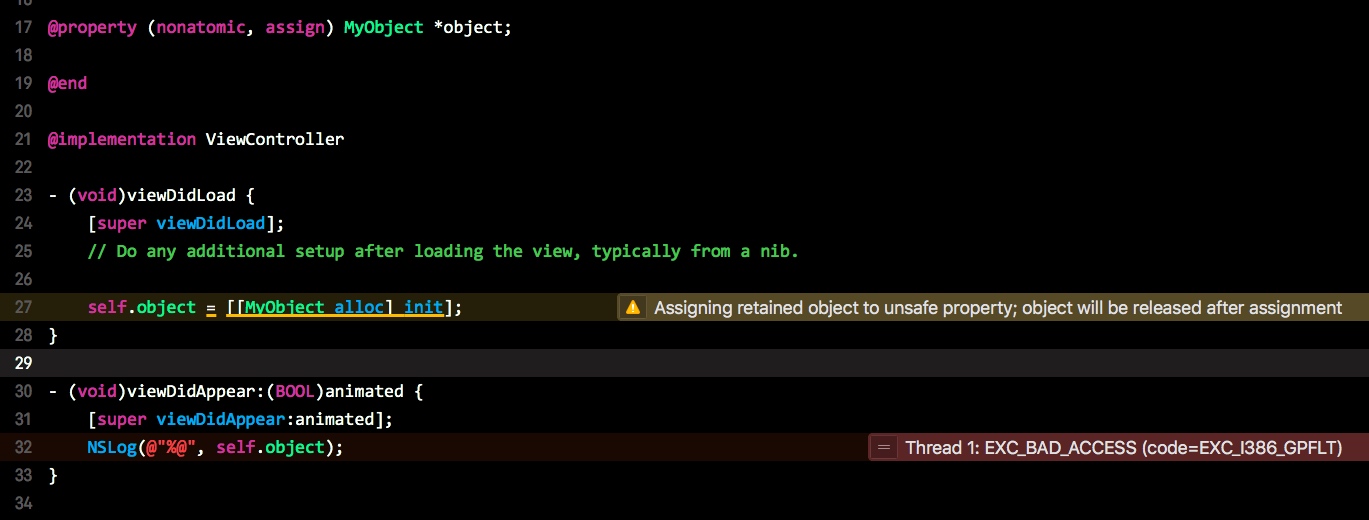 17 @property (nonatomic, assign) MyObject *object;
18
19 @end
20
21 @implementation ViewController
22
23 - (void)viewDidLoad {
24     [super viewDidLoad];
25     // Do any additional setup after loading the view, typically from a nib.
26
27     self.object = [[MyObject alloc] init]; Assigning retained object to unsafe property; object will be released after assignment
28 }
29
30 - (void)viewDidAppear:(BOOL)animated {
31     [super viewDidAppear:animated];
32     NSLog(@"%@", self.object); Thread 1: EXC_BAD_ACCESS (code=EXC_I386_GPFLT)
33 }
34